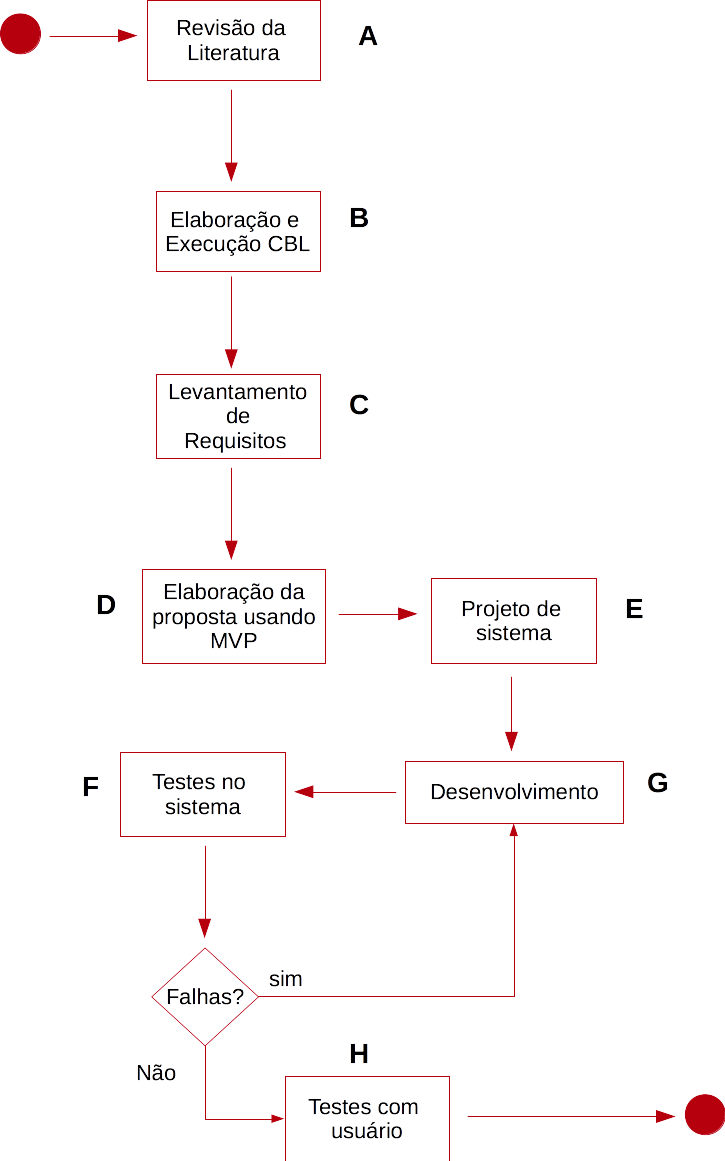 Revisão da
Literatura
A
Elaboração e
Execução CBL
B
Levantamento
de
Requisitos
C
D
Elaboração da
proposta usando
MVP
Projeto de
sistema
E
F
Testes no
sistema
Desenvolvimento
G
Falhas?
sim
Não
H
Testes com
usuário